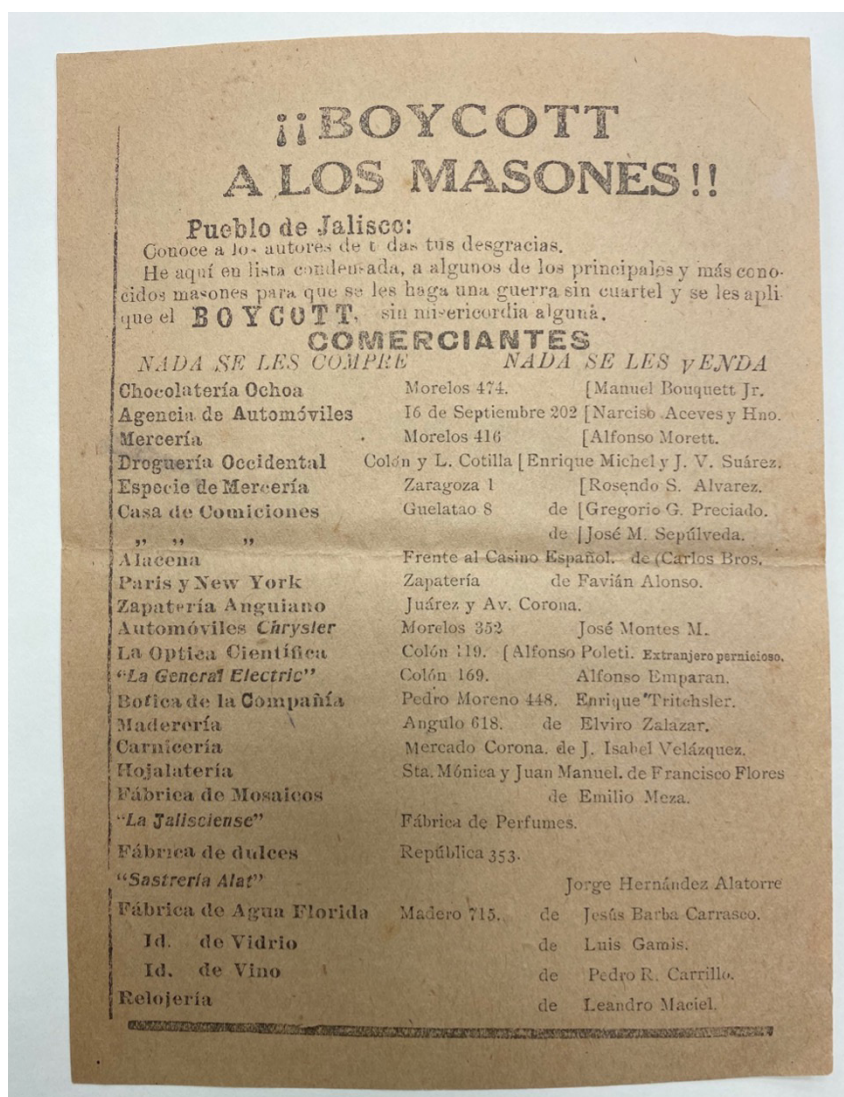 ¡¡BOYCOTT
A LOS MASONES!!
Pueblo de Jalisco:
Conoce a los autores de todas tus desgracias.
He aquí en lista condensada, a algunos de los principales y más cono-
cidos masones para que se les haga una guerra sin cuartel y se les apli
que el BOYCOTT, sin misericordia alguna.
COMERCIANTES
NADA SE LES COMPRE NADA SE LES VENDA
Chocolatería Ochoa Morelos 474. [Manuel Bouquett Jr.
Agencia de Automóviles 16 de Septiembre 202 [Narciso Aceves y Hno.
Mercería Morelos 416 [Alfonso Morett.
Droguería Occidental Colón y L. Cotilla [Enrique Michel y J. V. Suárez.
Especie de Mercería Zaragoza 1 [Rosendo S. Alvarez.
Casa de Comiciones Guelatao 8 de [Gregorio G. Preciado.
„ „ „ de [José M. Sepúlveda.
Alacena Frente al Casino Español. de (Carlos Bros.
Paris y New York Zapatería de Favián Alonso.
Zapatería Anguiano Juárez y Av. Corona.
Automóviles Chrysler Morelos 352 José Montes M.
La Optica Científica Colón 119. [Alfonso Poleti. Extranjero pernicioso.
"La General Electric" Colón 169. Alfonso Emparan.
Botica de la Compañía Pedro Moreno 448. Enrique Tritchsler.
Maderería Angulo 618. de Elviro Zalazar.
Carnicería Mercado Corona. de J. Isabel Velázquez.
Hojalatería Sta. Mónica y Juan Manuel. de Francisco Flores
Fábrica de Mosaicos de Emilio Meza.
"La Jalisciense" Fábrica de Perfumes.
Fábrica de dulces República 353.
"Sastrería Alat" Jorge Hernández Alatorre
Fábrica de Agua Florida Madero 715. de Jesús Barba Carrasco.
Id. de Vidrio de Luis Gamis.
Id. de Vino de Pedro R. Carrillo.
Relojería de Leandro Maciel.